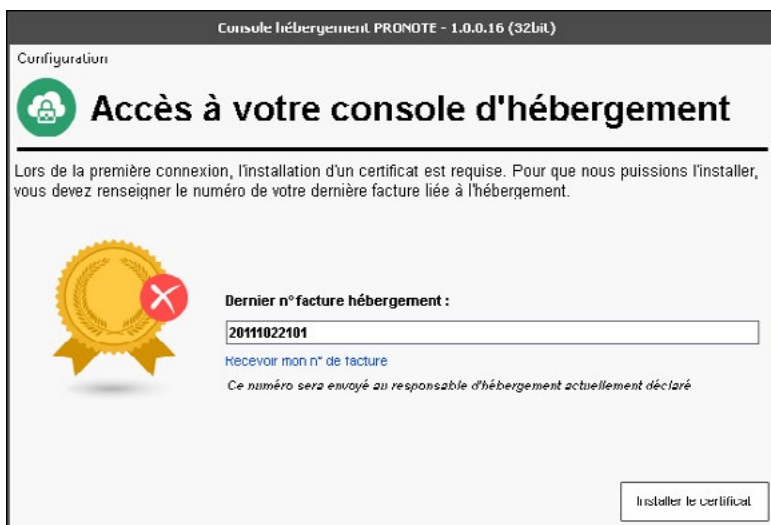 Console hébergement PRONOTE - 1.0.0.16 (32bit)
Configuration
Accès à votre console d'hébergement
Lors de la première connexion, l'installation d'un certificat est requise. Pour que nous puissions l'installer,
vous devez renseigner le numéro de votre dernière facture liée à l'hébergement.
Dernier n° facture hébergement :
20111022101
Recevoir mon n° de facture
Ce numéro sera envoyé au responsable d'hébergement actuellement déclaré
Installer le certificat